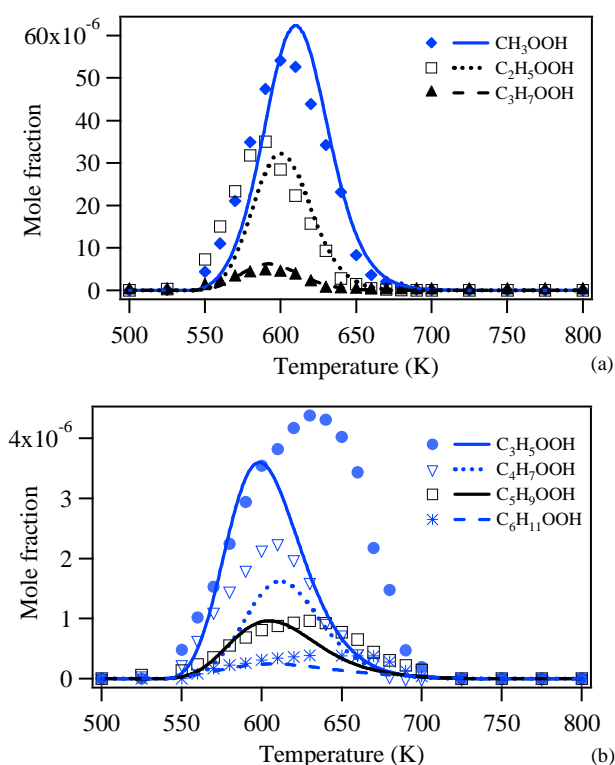 60x10-6
50
40
30
20
10
0
Mole fraction
CH3OOH
C2H5OOH
C3H7OOH
500 550 600 650 700 750 800
Temperature (K)
(a)
4x10-6
3
2
1
0
Mole fraction
C3H5OOH
C4H7OOH
C5H9OOH
C6H11OOH
500 550 600 650 700 750 800
Temperature (K)
(b)